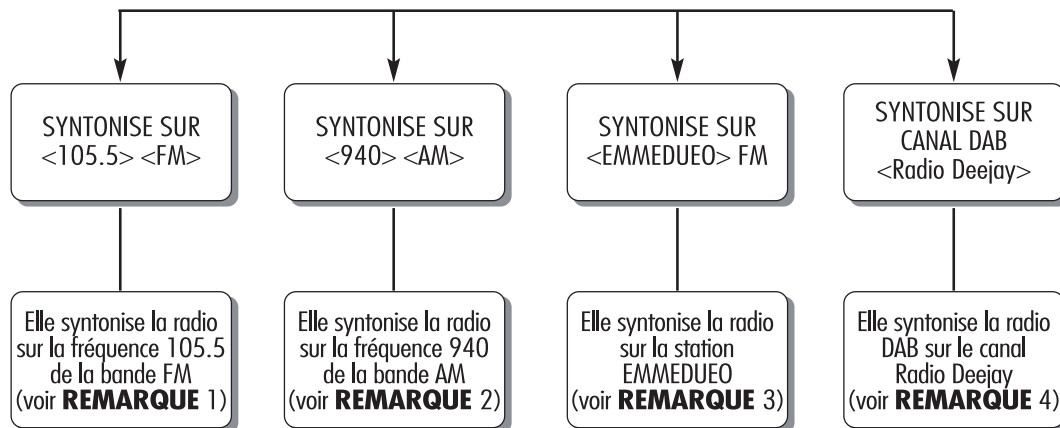 SYNTONISE SUR
<105.5> <FM>
SYNTONISE SUR
<940> <AM>
SYNTONISE SUR
<EMMEDUEO> FM
SYNTONISE SUR
CANAL DAB
<Radio Deejay>
Elle syntonise la radio
sur la fréquence 105.5
de la bande FM
(voir REMARQUE 1)
Elle syntonise la radio
sur la fréquence 940
de la bande AM
(voir REMARQUE 2)
Elle syntonise la radio
sur la station
EMMEDUEO
(voir REMARQUE 3)
Elle syntonise la radio
DAB sur le canal
Radio Deejay
(voir REMARQUE 4)